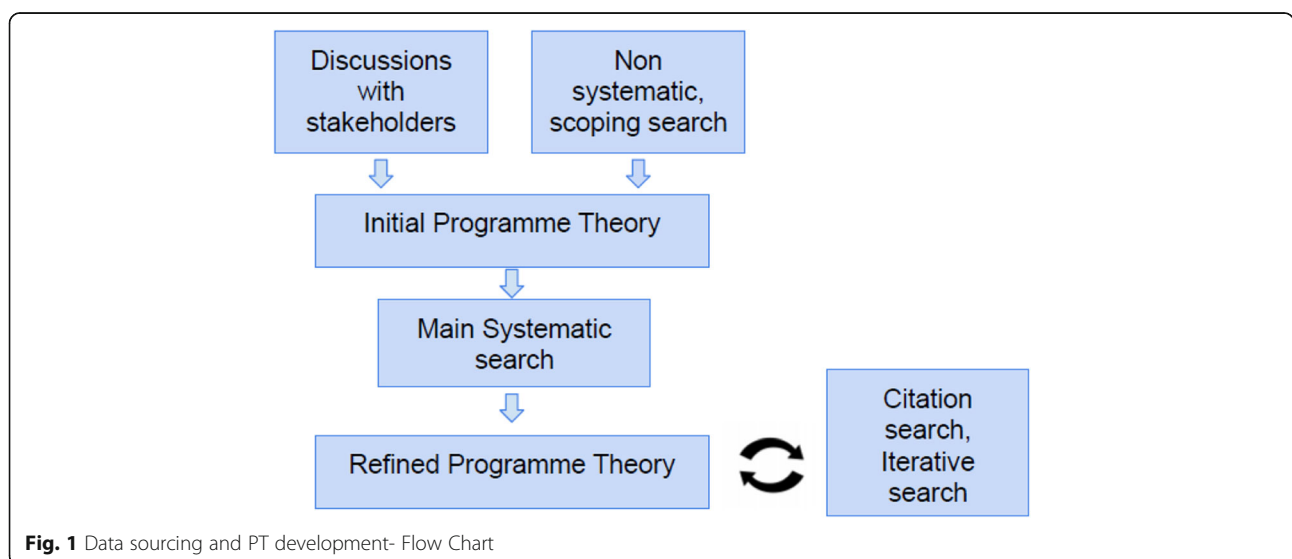 Discussions
with
stakeholders
Non
systematic,
scoping search
Initial Programme Theory
Main Systematic
search
Refined Programme Theory
Citation
search,
Iterative
search
Fig. 1 Data sourcing and PT development- Flow Chart